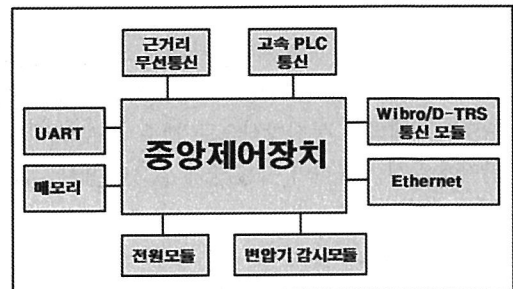 근거리
무선통신
고속 PLC
통신
UART
Wibro/D-TRS
통신 모듈
중앙제어장치
메모리
Ethernet
전원모듈
변압기 감시모듈